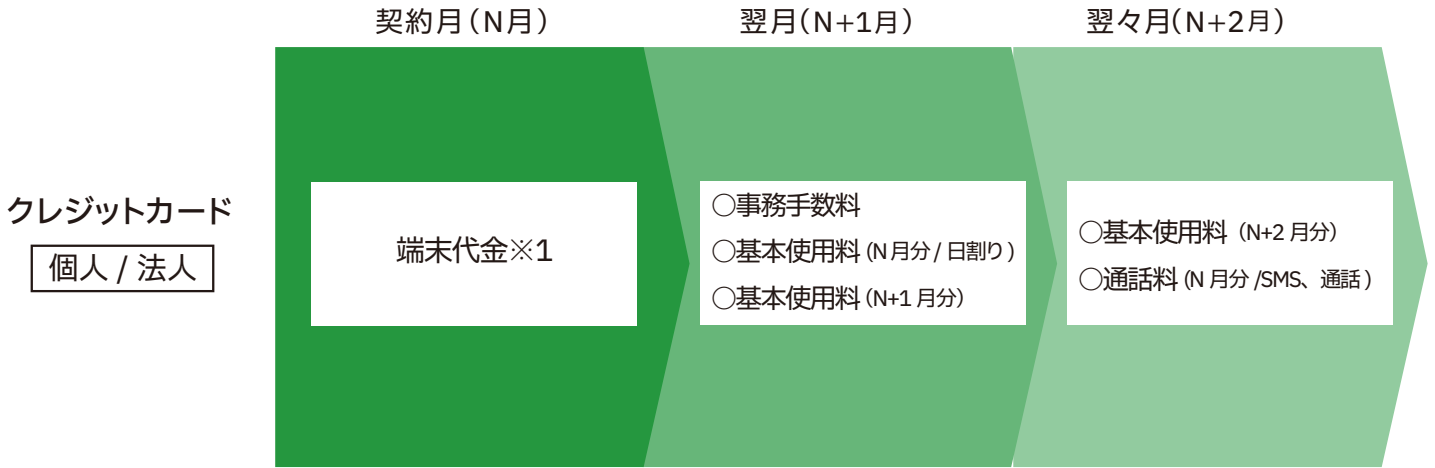 契約月(N月)
翌月(N+1月)
翌々月(N+2月)
クレジットカード
個人 / 法人
端末代金※1
○事務手数料
○基本使用料 (N月分 / 日割り)
○基本使用料 (N+1 月分)
○基本使用料 (N+2 月分)
○通話料 (N 月分 /SMS、通話)